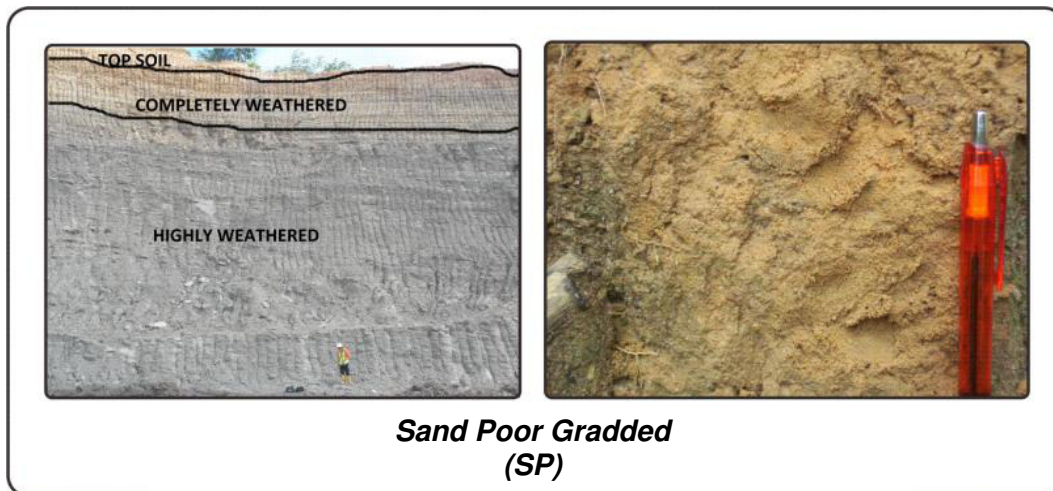 TOP SOIL
COMPLETELY WEATHERED
HIGHLY WEATHERED
Sand Poor Gradded
(SP)